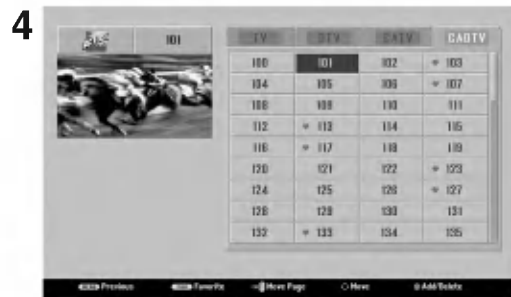 4
101
TV DTV CATV CADTV
100 101 102 103
104 105 106 107
108 109 110 111
112 113 114 115
116 117 118 119
120 121 122 123
124 125 126 127
128 129 130 131
132 133 134 135
Previous Favorite Move Page Move Add/Delete